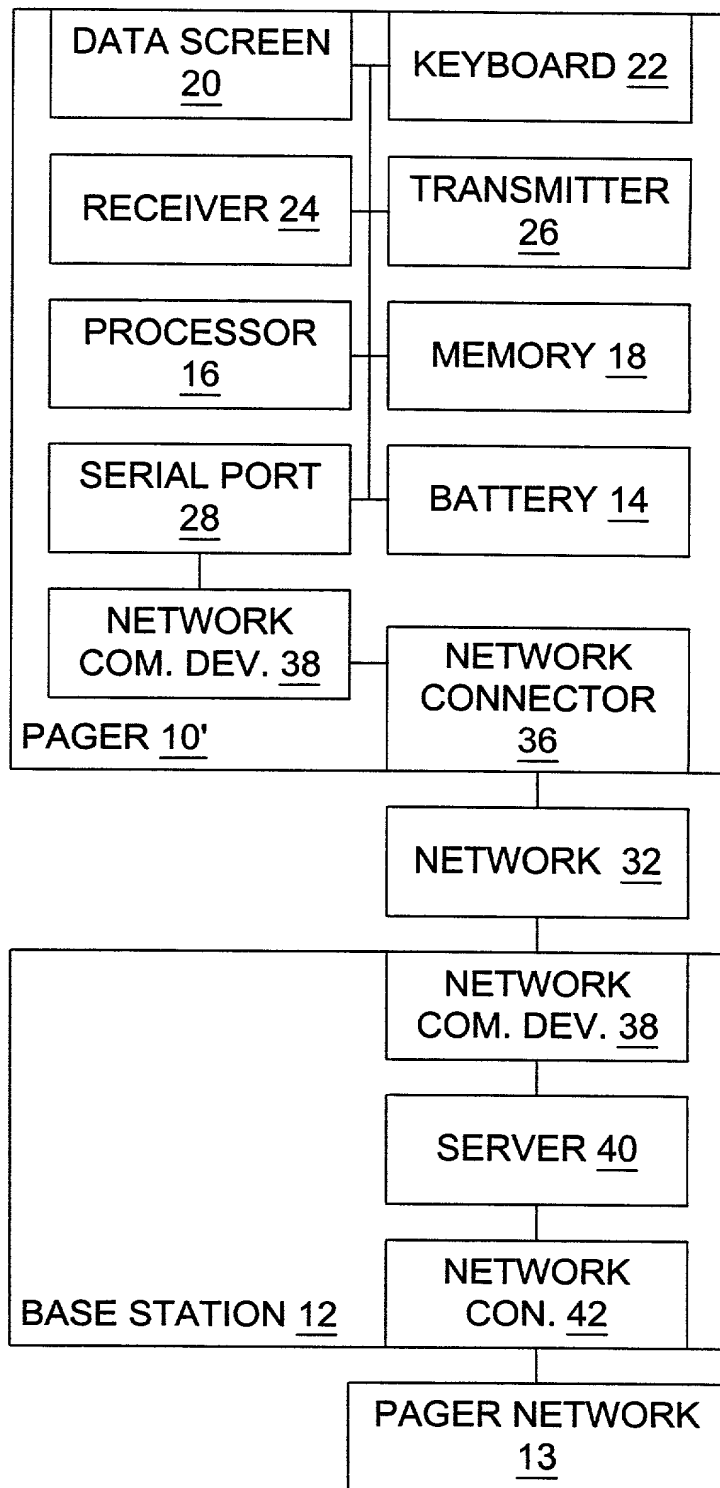 DATA SCREEN
20
KEYBOARD 22
RECEIVER 24
TRANSMITTER
26
PROCESSOR
16
MEMORY 18
SERIAL PORT
28
BATTERY 14
NETWORK
COM. DEV. 38
NETWORK
CONNECTOR
36
PAGER 10'
NETWORK 32
NETWORK
COM. DEV. 38
SERVER 40
NETWORK
CON. 42
BASE STATION 12
PAGER NETWORK
13